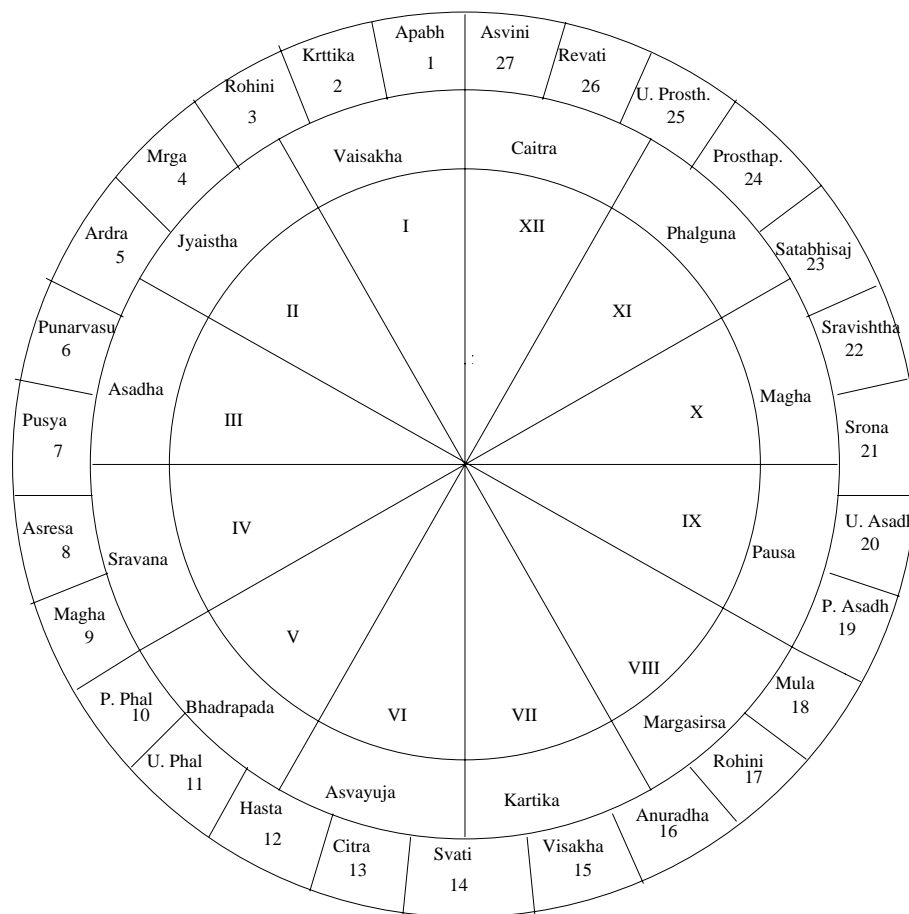 Apabh
1
Krttika
2
Rohini
3
Mrga
4
Ardra
5
Punarvasu
6
Pusya
7
Asresa
8
Magha
9
P. Phal
10
U. Phal
11
Hasta
12
Citra
13
Svati
14
Visakha
15
Anuradha
16
Rohini
17
Mula
18
P. Asadh
19
U. Asadh
20
Srona
21
Sravishtha
22
Satabhisaj
23
Prosthap.
24
U. Prosth.
25
Revati
26
Asvini
27
Vaisakha
Jyaistha
Asadha
Sravana
Bhadrapada
Asvayuja
Kartika
Margasirsa
Pausa
Magha
Phalguna
Caitra
I
II
III
IV
V
VI
VII
VIII
IX
X
XI
XII